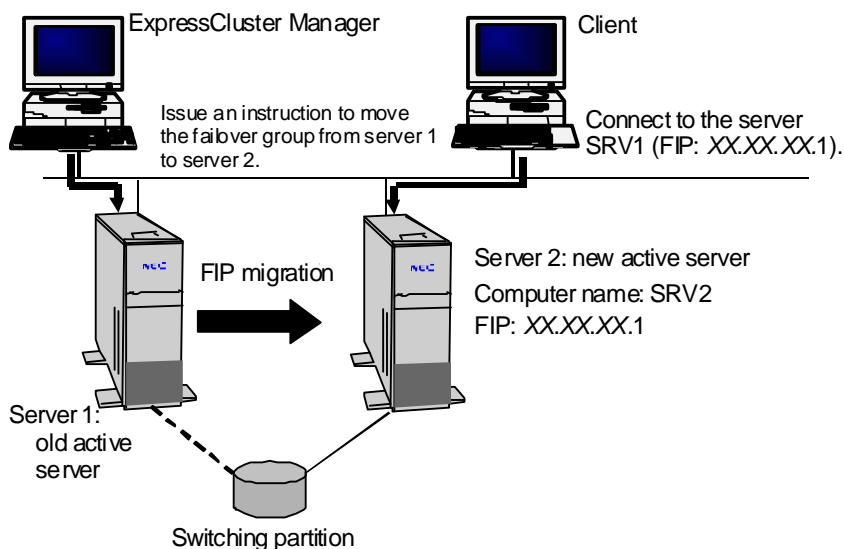 ExpressCluster Manager
Client
Issue an instruction to move
the failover group from server 1
to server 2.
Connect to the server
SRV1 (FIP: XX.XX.XX.1).
NEC
NEC
FIP migration
Server 2: new active server
Computer name: SRV2
FIP: XX.XX.XX.1
Server 1:
old active
server
Switching partition